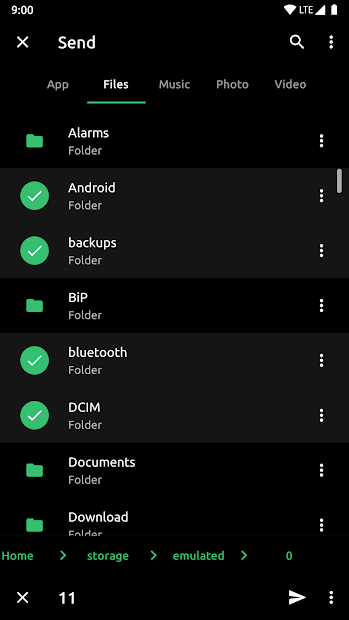 9:00 LTE
Send
App Files Music Photo Video
Alarms
Folder
Android
Folder
backups
Folder
BiP
Folder
bluetooth
Folder
DCIM
Folder
Documents
Folder
Download
Folder
Home storage emulated 0
11